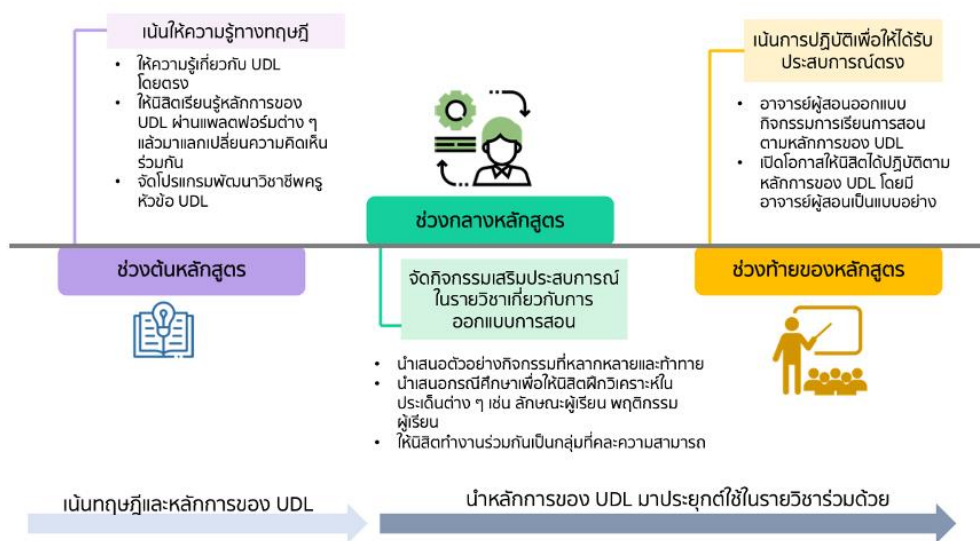 เน้นให้ความรู้ทางทฤษฎี
• ให้ความรู้เกี่ยวกับ UDL
โดยตรง
• ให้นิสิตเรียนรู้หลักการของ
UDL ผ่านแพลตฟอร์มต่าง ๆ
แล้วมาแลกเปลี่ยนความคิดเห็น
ร่วมกัน
• จัดโปรแกรมพัฒนาวิชาชีพครู
หัวข้อ UDL
ช่วงต้นหลักสูตร
ช่วงกลางหลักสูตร
จัดกิจกรรมเสริมประสบการณ์
ในรายวิชาเกี่ยวกับการ
ออกแบบการสอน
• นำเสนอตัวอย่างกิจกรรมที่หลากหลายและท้าทาย
• นำเสนอกรณีศึกษาเพื่อให้นิสิตฝึกวิเคราะห์ใน
ประเด็นต่าง ๆ เช่น ลักษณะผู้เรียน พฤติกรรม
ผู้เรียน
• ให้นิสิตทำงานร่วมกันเป็นกลุ่มที่คละความสามารถ
เน้นการปฏิบัติเพื่อให้ได้รับ
ประสบการณ์ตรง
• อาจารย์ผู้สอนออกแบบ
กิจกรรมการเรียนการสอน
ตามหลักการของ UDL
• เปิดโอกาสให้นิสิตได้ปฏิบัติตาม
หลักการของ UDL โดยมี
อาจารย์ผู้สอนเป็นแบบอย่าง
ช่วงท้ายของหลักสูตร
เน้นทฤษฎีและหลักการของ UDL
นำหลักการของ UDL มาประยุกต์ใช้ในรายวิชาร่วมด้วย